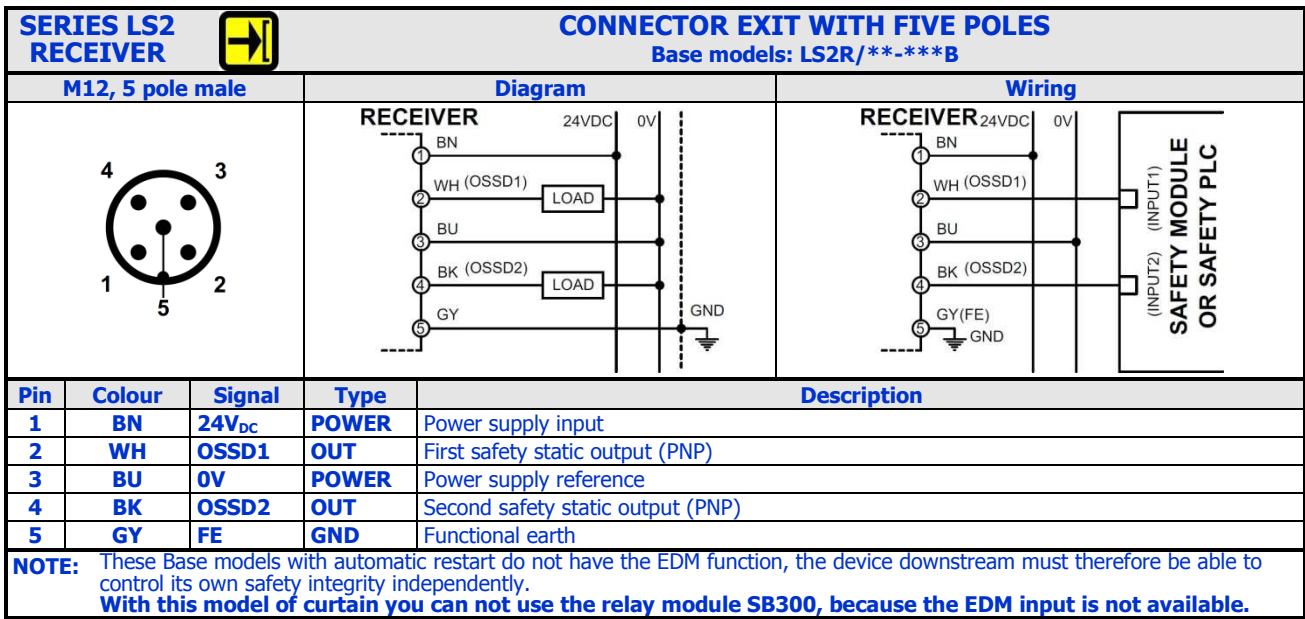 SERIES LS2
RECEIVER
CONNECTOR EXIT WITH FIVE POLES
Base models: LS2R/**-***B
M12, 5 pole male
Diagram
Wiring
4 3
1 2
5
RECEIVER 24VDC 0V
1 BN
2 WH (OSSD1) LOAD
3 BU
4 BK (OSSD2) LOAD
5 GY GND
RECEIVER 24VDC 0V
1 BN
2 WH (OSSD1)
3 BU
4 BK (OSSD2)
5 GY(FE)
GND
(INPUT1)
(INPUT2)
SAFETY MODULE
OR SAFETY PLC
Pin Colour Signal Type Description
1 BN 24VDC POWER Power supply input
2 WH OSSD1 OUT First safety static output (PNP)
3 BU 0V POWER Power supply reference
4 BK OSSD2 OUT Second safety static output (PNP)
5 GY FE GND Functional earth
NOTE: These Base models with automatic restart do not have the EDM function, the device downstream must therefore be able to
control its own safety integrity independently.
With this model of curtain you can not use the relay module SB300, because the EDM input is not available.